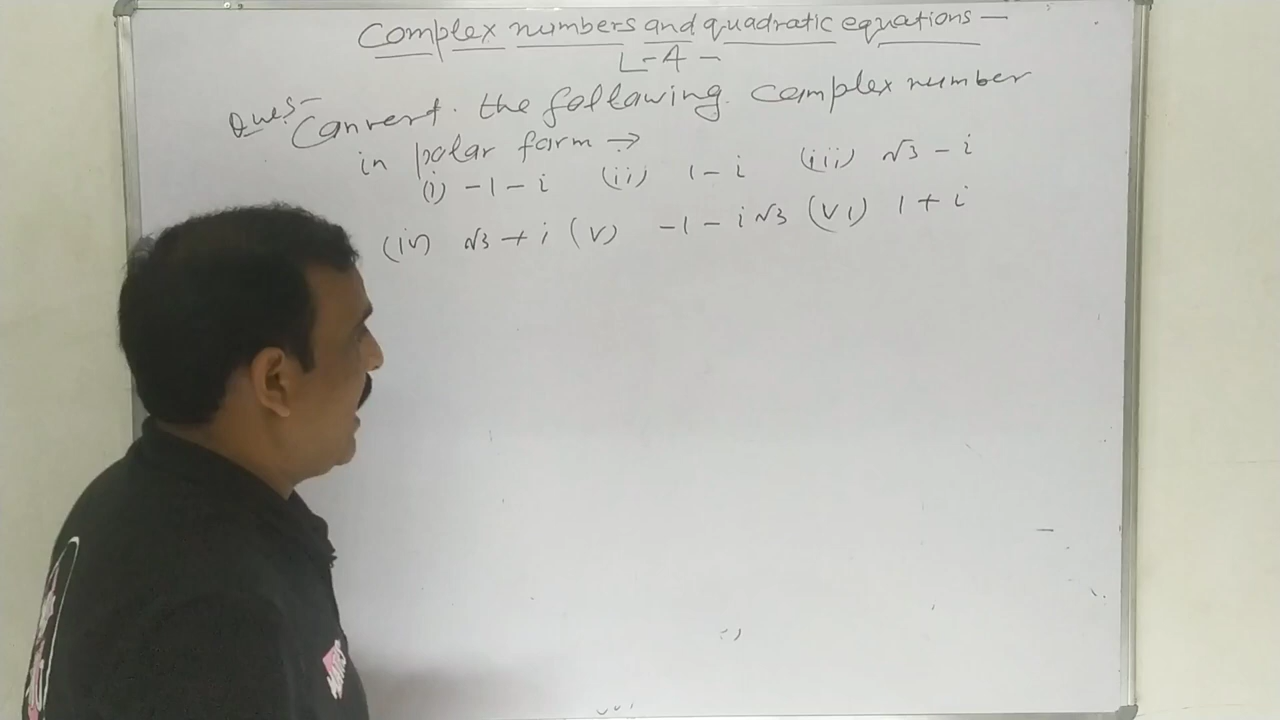 Complex numbers and quadratic equations —
L-4 -
Ques- Convert. the following. complex number
in polar form →
(i) -1-i (ii) 1-i (iii) √3-i
(iv) √3+i (v) -1-i√3 (vi) 1+i